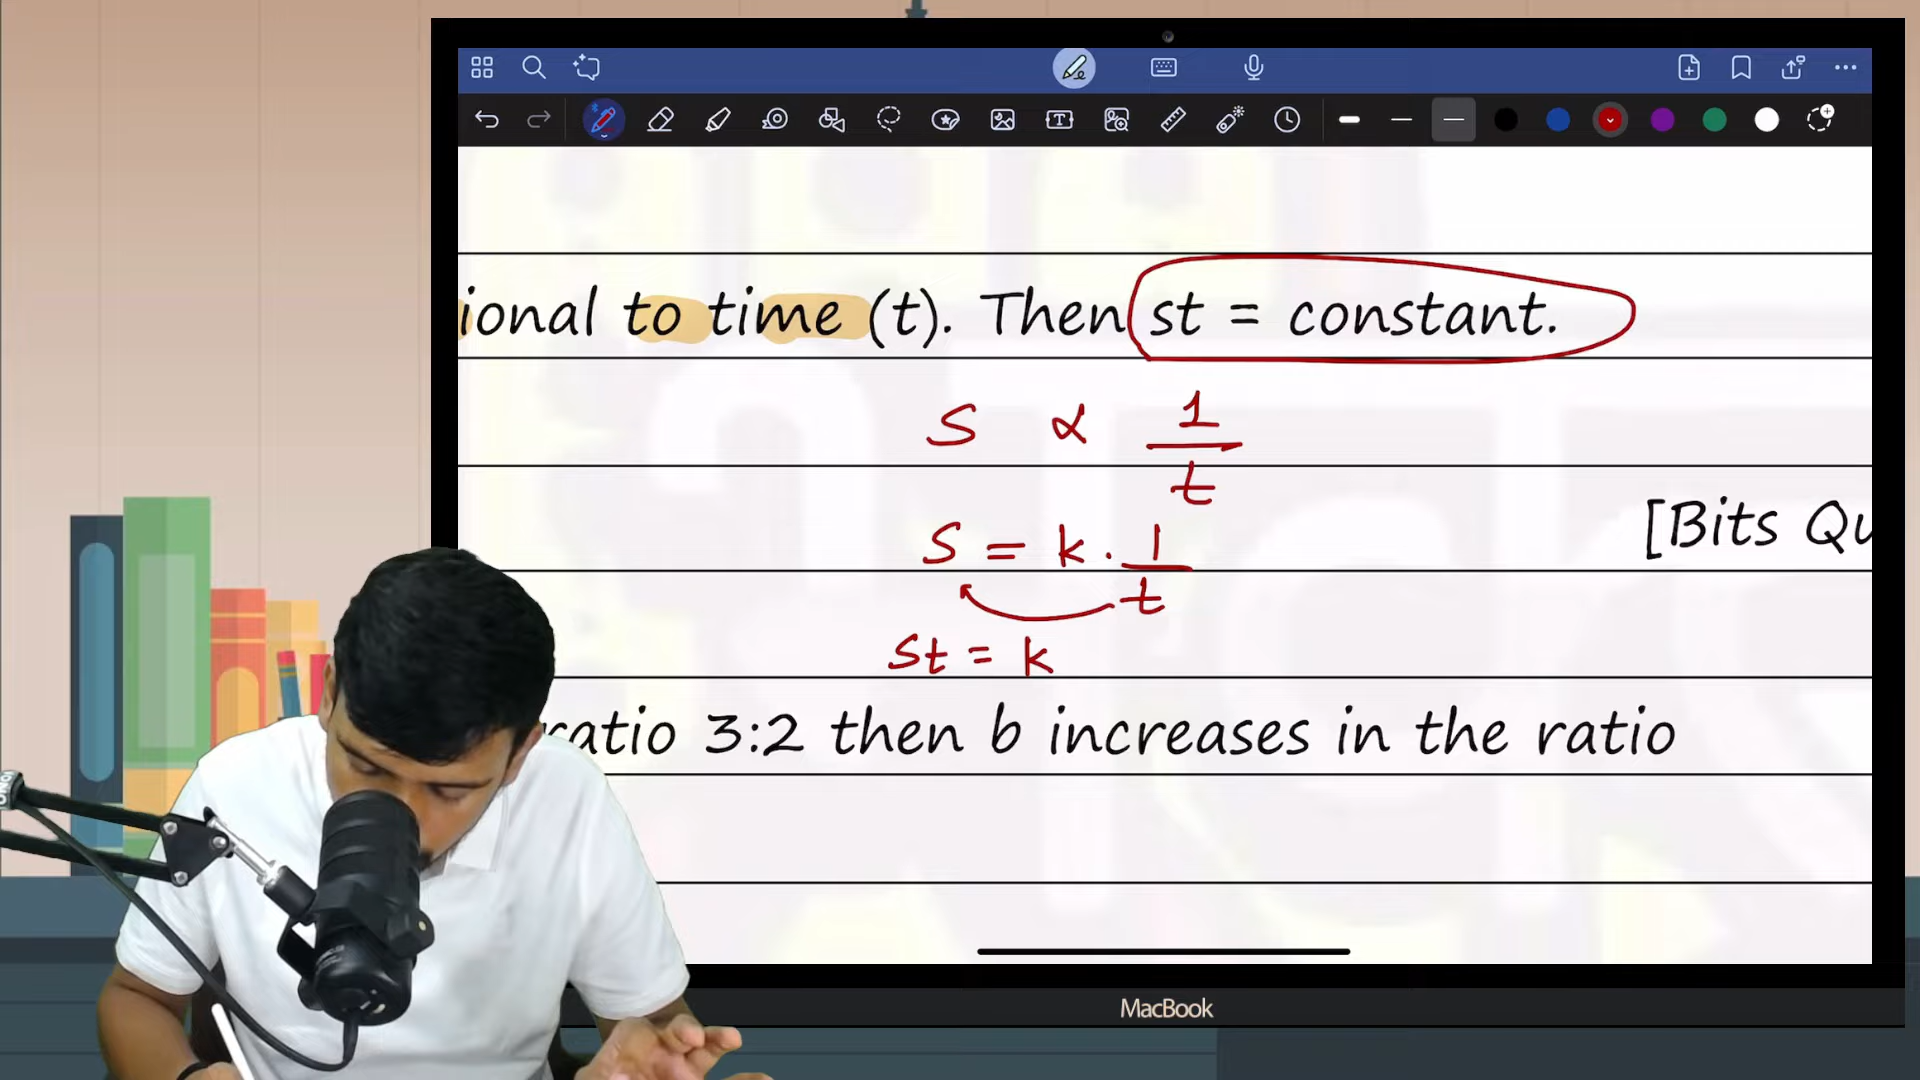 ional to time (t). Then st = constant.
S ∝ 1/t
[Bits Qu
S = k · 1/t
St = k
ratio 3:2 then b increases in the ratio
MacBook